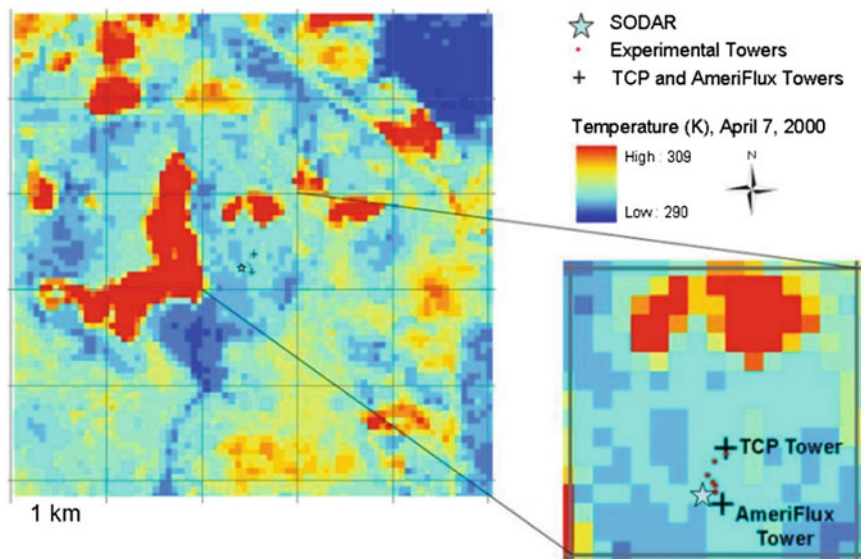 SODAR
Experimental Towers
TCP and AmeriFlux Towers
Temperature (K), April 7, 2000
High : 309
Low : 290
N
TCP Tower
AmeriFlux
Tower
1 km